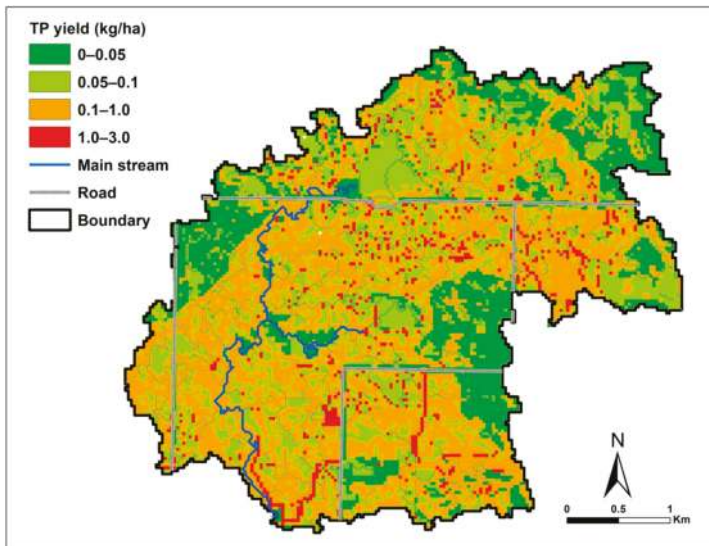 TP yield (kg/ha)
0–0.05
0.05–0.1
0.1–1.0
1.0–3.0
Main stream
Road
Boundary
N
0 0.5 1
Km